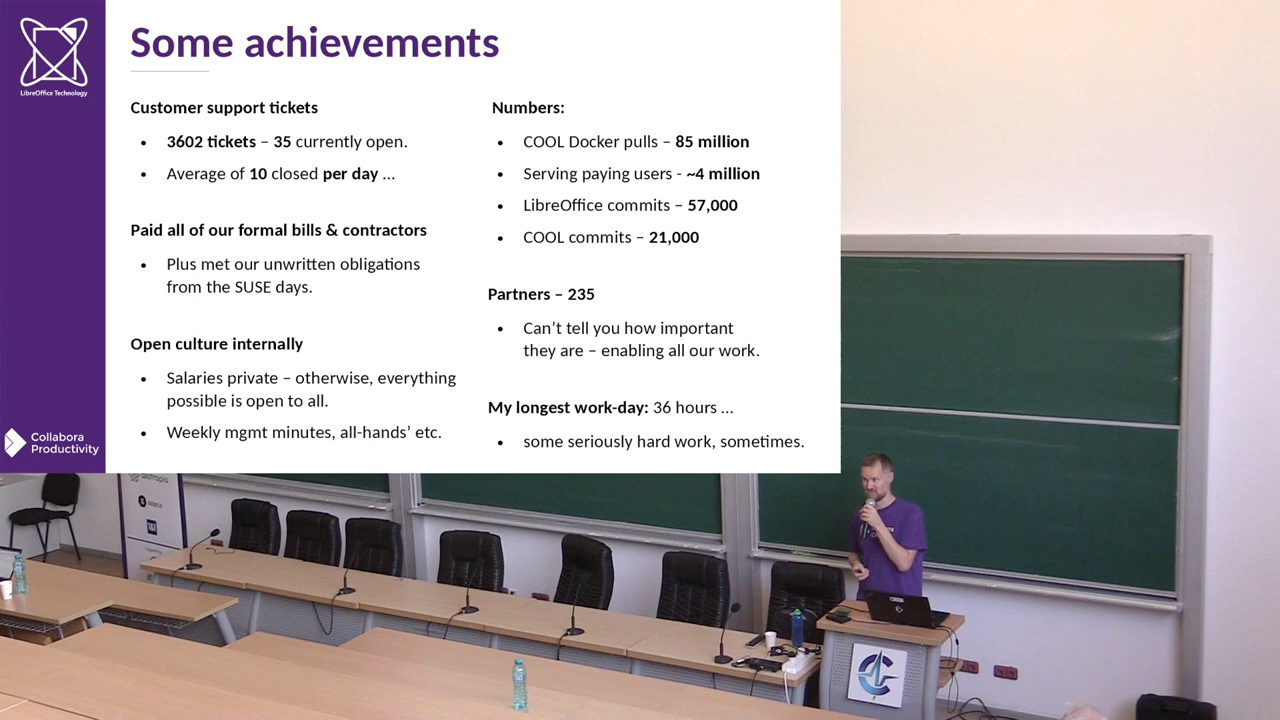 Some achievements
LibreOffice Technology
Customer support tickets
• 3602 tickets – 35 currently open.
• Average of 10 closed per day ...
Paid all of our formal bills & contractors
• Plus met our unwritten obligations
from the SUSE days.
Open culture internally
• Salaries private – otherwise, everything
possible is open to all.
• Weekly mgmt minutes, all-hands’ etc.
Numbers:
• COOL Docker pulls – 85 million
• Serving paying users - ~4 million
• LibreOffice commits – 57,000
• COOL commits – 21,000
Partners – 235
• Can’t tell you how important
they are – enabling all our work.
My longest work-day: 36 hours ...
• some seriously hard work, sometimes.
Collabora
Productivity